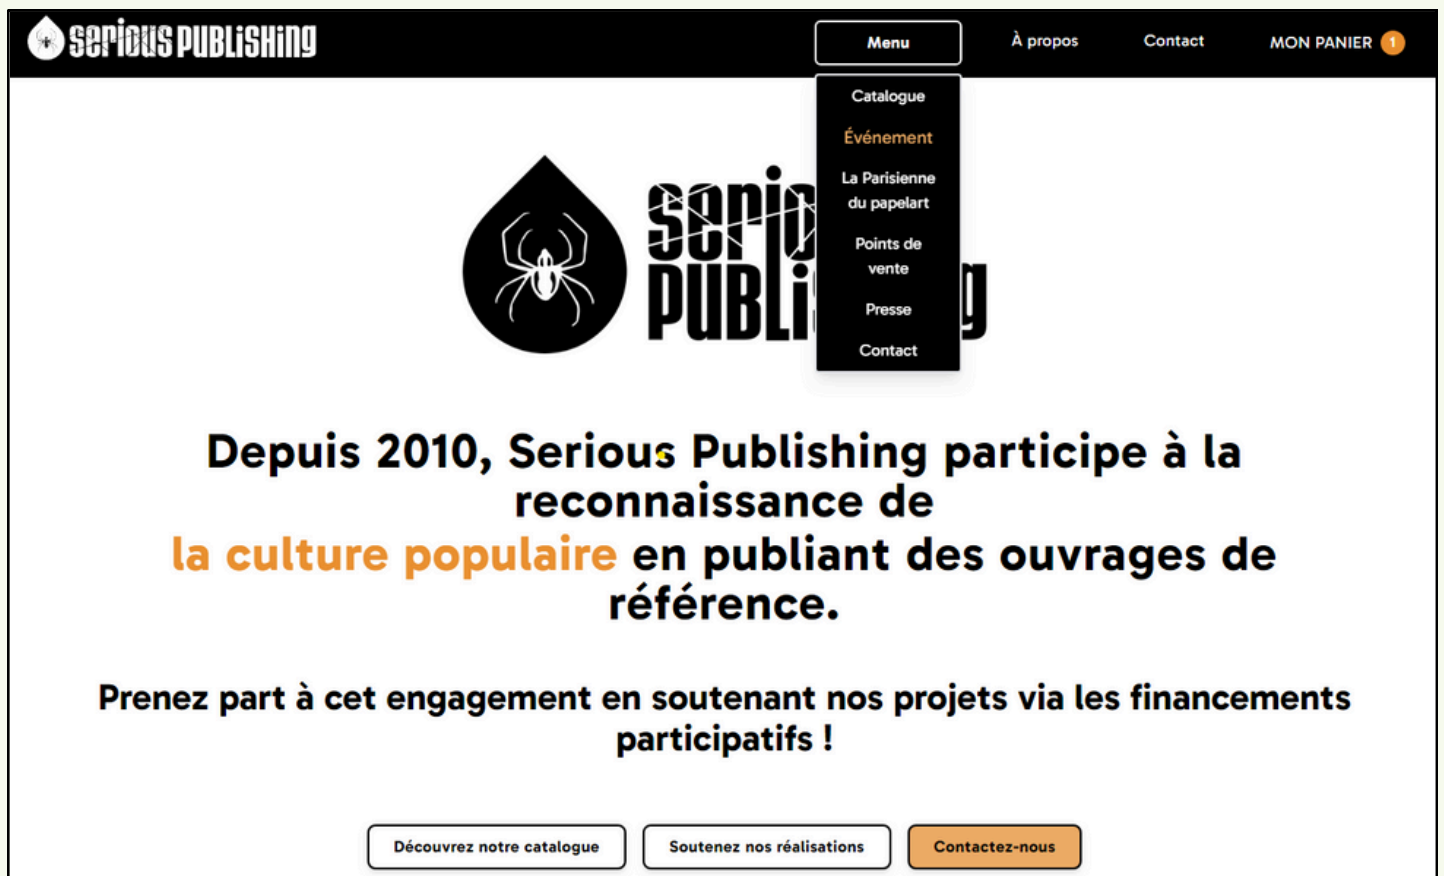 serious publishing
Menu
À propos
Contact
MON PANIER 1
Catalogue
Événement
La Parisienne
du papelart
Points de
vente
Presse
Contact
Depuis 2010, Serious Publishing participe à la
reconnaissance de
la culture populaire en publiant des ouvrages de
référence.
Prenez part à cet engagement en soutenant nos projets via les financements
participatifs !
Découvrez notre catalogue
Soutenez nos réalisations
Contactez-nous